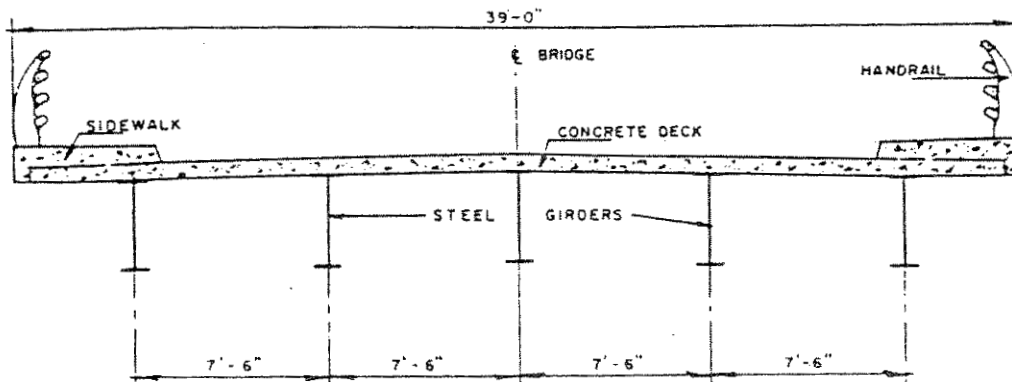 39'-0"
℄ BRIDGE
HANDRAIL
SIDEWALK
CONCRETE DECK
STEEL GIRDERS
7'-6" 7'-6" 7'-6" 7'-6"